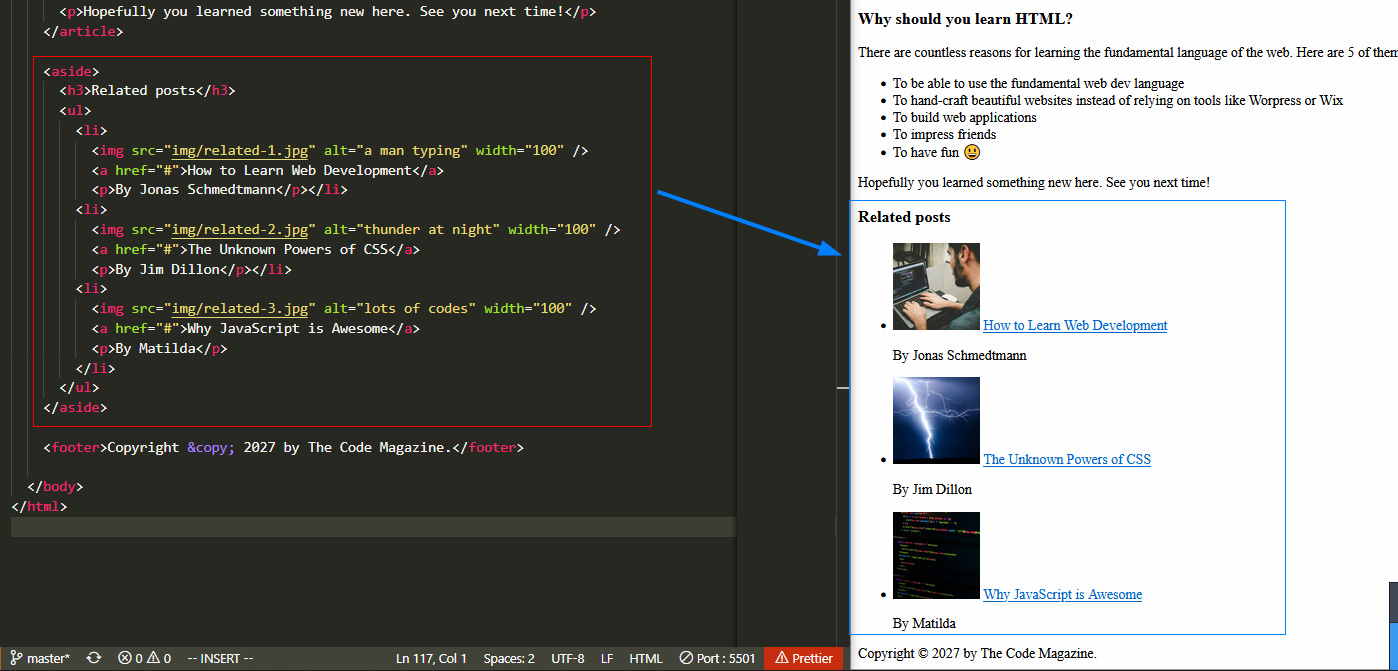 <p>Hopefully you learned something new here. See you next time!</p>
</article>
<aside>
<h3>Related posts</h3>
<ul>
<li>
<img src="img/related-1.jpg" alt="a man typing" width="100" />
<a href="#">How to Learn Web Development</a>
<p>By Jonas Schmedtmann</p></li>
<li>
<img src="img/related-2.jpg" alt="thunder at night" width="100" />
<a href="#">The Unknown Powers of CSS</a>
<p>By Jim Dillon</p></li>
<li>
<img src="img/related-3.jpg" alt="lots of codes" width="100" />
<a href="#">Why JavaScript is Awesome</a>
<p>By Matilda</p>
</li>
</ul>
</aside>
<footer>Copyright &copy; 2027 by The Code Magazine.</footer>
</body>
</html>
master* 0 0 -- INSERT -- Ln 117, Col 1 Spaces: 2 UTF-8 LF HTML Port : 5501 Prettier
Why should you learn HTML?
There are countless reasons for learning the fundamental language of the web. Here are 5 of them
• To be able to use the fundamental web dev language
• To hand-craft beautiful websites instead of relying on tools like Worpress or Wix
• To build web applications
• To impress friends
• To have fun 😃
Hopefully you learned something new here. See you next time!
Related posts
• How to Learn Web Development
By Jonas Schmedtmann
• The Unknown Powers of CSS
By Jim Dillon
• Why JavaScript is Awesome
By Matilda
Copyright © 2027 by The Code Magazine.